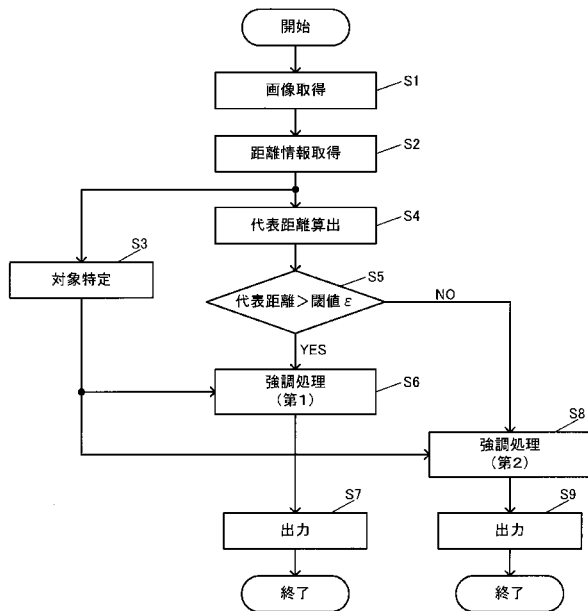 開始
画像取得
S1
距離情報取得
S2
代表距離算出
S4
S3
対象特定
S5
代表距離>閾値ε
NO
YES
強調処理
(第1)
S6
S8
強調処理
(第2)
S7
出力
S9
出力
終了
終了